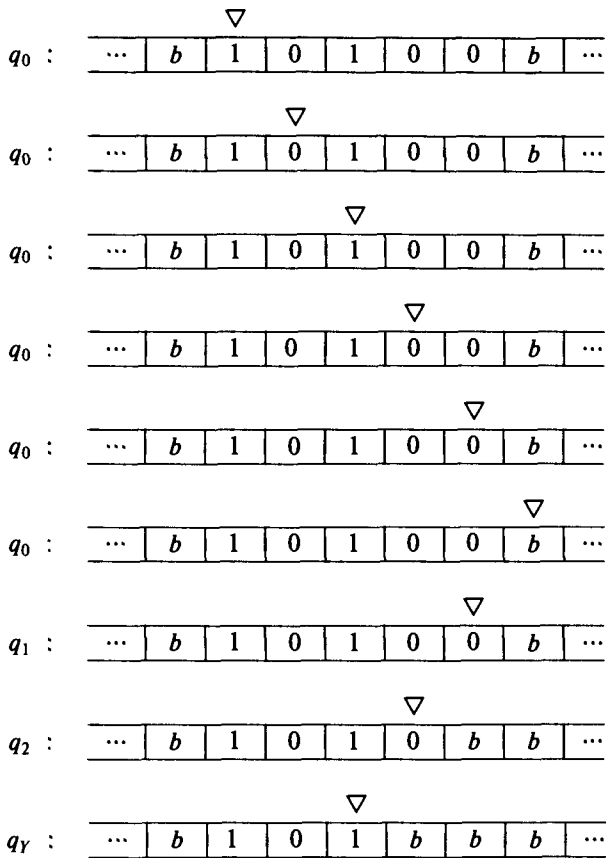 q₀ : ··· b 1 0 1 0 0 b ···
q₀ : ··· b 1 0 1 0 0 b ···
q₀ : ··· b 1 0 1 0 0 b ···
q₀ : ··· b 1 0 1 0 0 b ···
q₀ : ··· b 1 0 1 0 0 b ···
q₀ : ··· b 1 0 1 0 0 b ···
q₁ : ··· b 1 0 1 0 0 b ···
q₂ : ··· b 1 0 1 0 b b ···
q_Y : ··· b 1 0 1 b b b ···